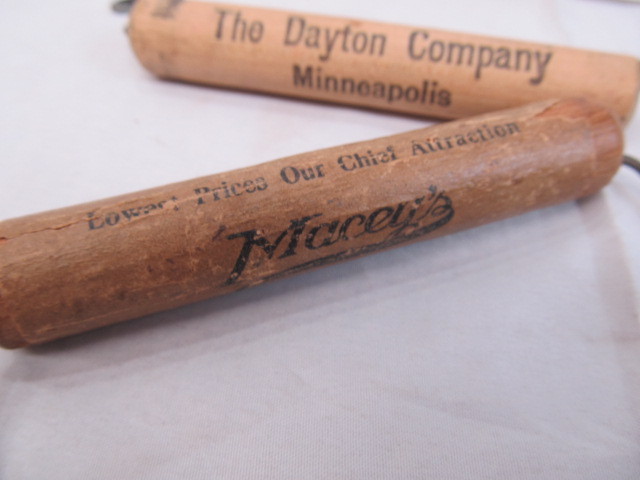 The Dayton Company
Minneapolis
Lowest Prices Our Chief Attraction
Macey's